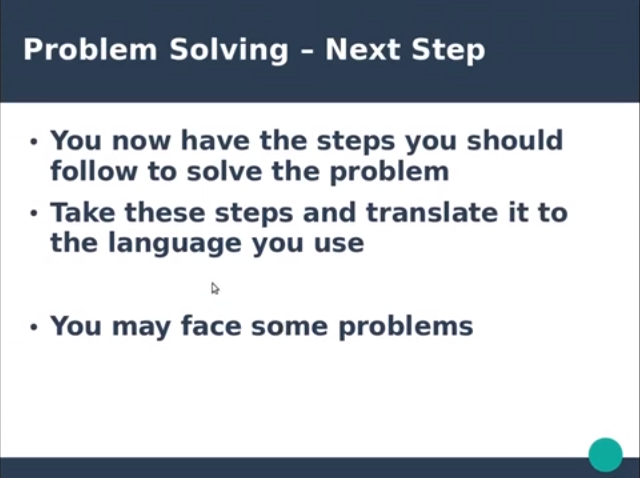 Problem Solving – Next Step
• You now have the steps you should
follow to solve the problem
• Take these steps and translate it to
the language you use
• You may face some problems